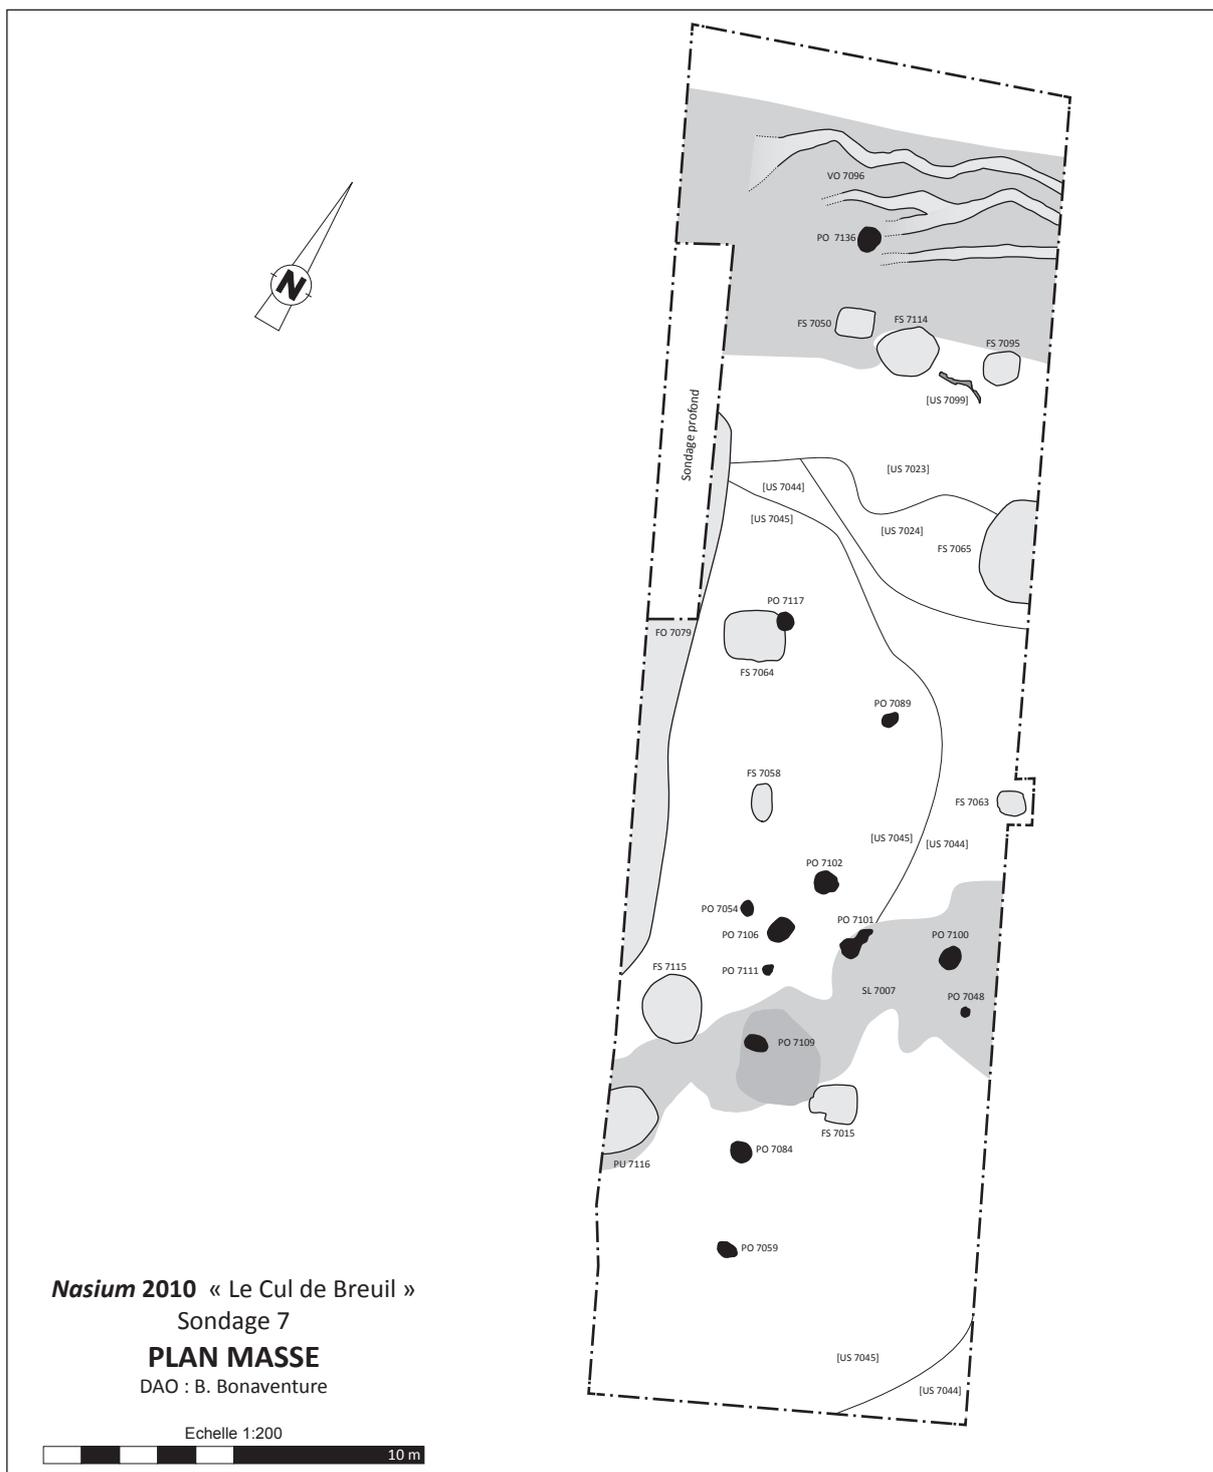 VO 7096
PO 7136
N
FS 7050
FS 7114
FS 7095
[US 7099]
Sondage profond
[US 7023]
[US 7044]
[US 7045]
[US 7024]
FS 7065
PO 7117
FO 7079
FS 7064
PO 7089
FS 7058
FS 7063
[US 7045]
[US 7044]
PO 7102
PO 7054
PO 7101
PO 7106
PO 7100
FS 7115
PO 7111
SL 7007
PO 7048
PO 7109
FS 7015
PO 7084
PU 7116
PO 7059
Nasium 2010 « Le Cul de Breuil »
Sondage 7
PLAN MASSE
DAO : B. Bonaventure
[US 7045]
[US 7044]
Echelle 1:200
10 m